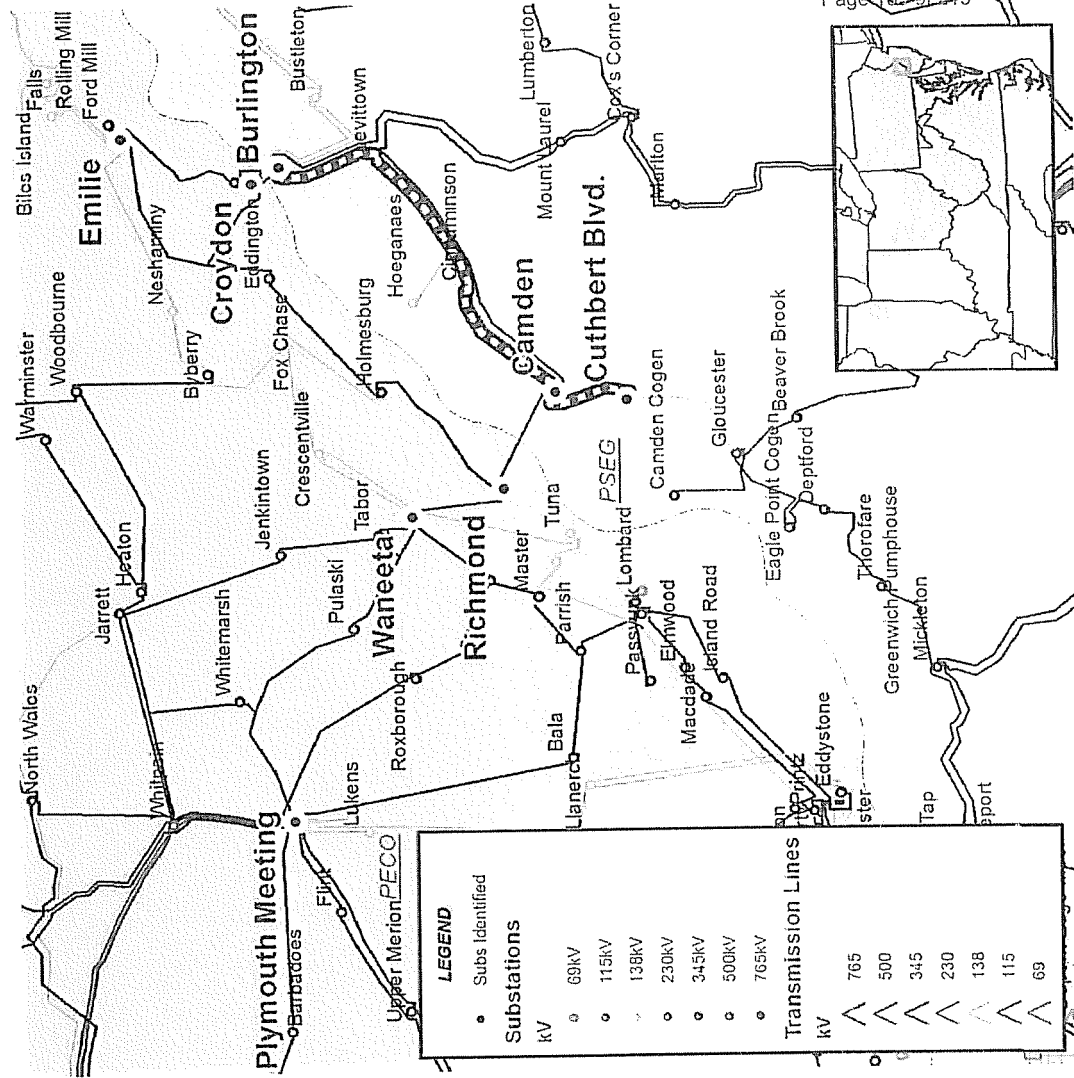 Bilos Island
Falls
Rolling Mill
Ford Mill
Emilie
Burlington
Bustleton
Lumberton
Cox's Corner
Levittown
Mount Laurel
Croydon
Eddington
Neshaminy
Woodbourne
Warminster
Byberry
Fox Chase
Holmesburg
Hoeganaes
Cinnaminson
Camden
Cuthbert Blvd.
Crescentville
Jenkintown
Tabor
Heaton
Jarrett
Whitemarsh
Pulaski
Waneeta
Richmond
Roxborough
Master
Tuna
Parrish
PSEG
Lombard
Camden Cogen
Gloucester
Beaver Brook
Eagle Point Cogen
Deptford
Thorofare
Pumphouse
Greenwich
Mickleton
Passyunk
Elmwood
Island Road
Macdade
Eddystone
Printz
Bala
Llanerch
Lukens
North Wales
Whitpain
Plymouth Meeting
Barbadoes
Flint
Upper Merion
PECO
Tap
eport
LEGEND
Subs Identified
Substations
kV
69kV
115kV
138kV
230kV
345kV
500kV
765kV
Transmission Lines
kV
765
500
345
230
138
115
69